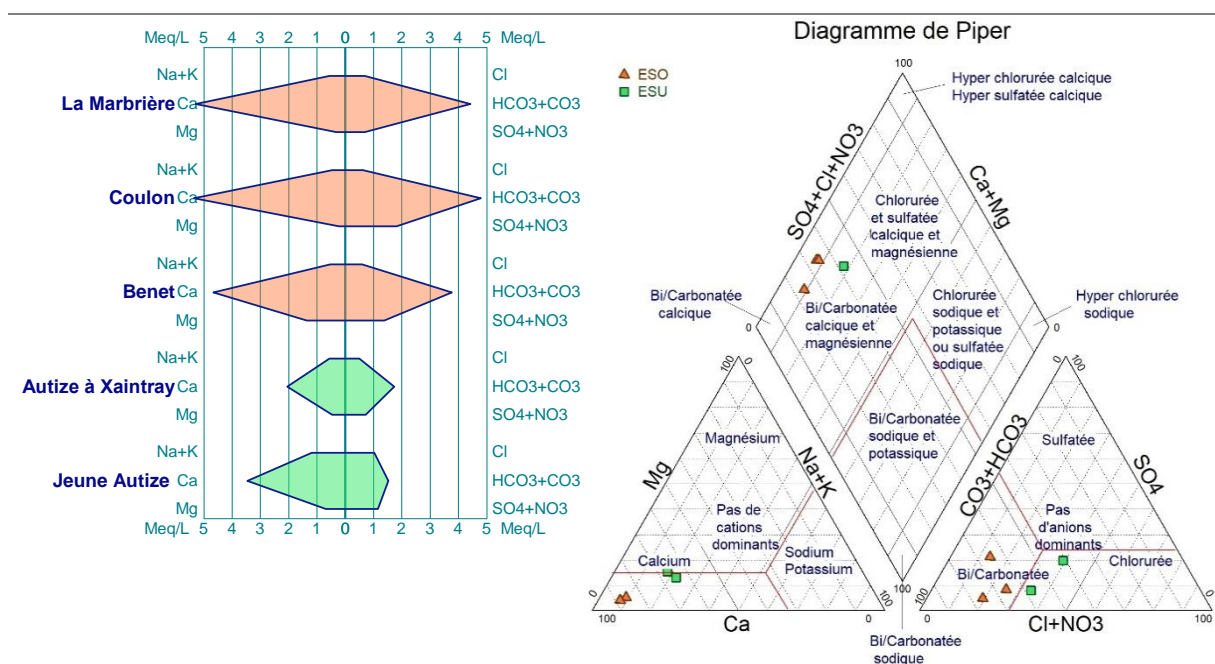 Meq/L 5 4 3 2 1 0 1 2 3 4 5 Meq/L
Na+K Cl
La Marbrière Ca HCO3+CO3
Mg SO4+NO3
Na+K Cl
Coulon Ca HCO3+CO3
Mg SO4+NO3
Na+K Cl
Benet Ca HCO3+CO3
Mg SO4+NO3
Na+K Cl
Autize à Xaintray Ca HCO3+CO3
Mg SO4+NO3
Na+K Cl
Jeune Autize Ca HCO3+CO3
Mg SO4+NO3
Meq/L 5 4 3 2 1 0 1 2 3 4 5 Meq/L
Diagramme de Piper
ESO
ESU
100
Hyper chlorurée calcique
Hyper sulfatée calcique
SO4+Cl+NO3
Ca+Mg
Chlorurée
et sulfatée
calcique et
magnésienne
Bi/Carbonatée
calcique
Bi/Carbonatée
calcique et
magnésienne
Chlorurée
sodique et
potassique
ou sulfatée
sodique
Hyper chlorurée
sodique
0
0
100
0
100
0
Bi/Carbonatée
sodique et
potassique
Magnésium
Mg
Na+K
Pas de
cations
dominants
Calcium
Sodium
Potassium
0
100
100
0
Ca
Sulfatée
CO3+HCO3
SO4
Pas
d'anions
dominants
Bi/Carbonatée
Chlorurée
100
100
0
0
100
Cl+NO3
Bi/Carbonatée
sodique